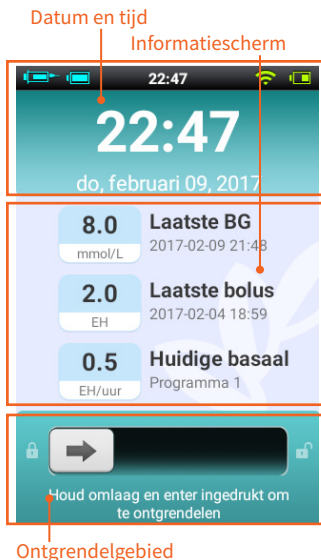 Datum en tijd
Informatiescherm
22:47
22:47
do, februari 09, 2017
8.0
mmol/L
Laatste BG
2017-02-09 21:48
2.0
EH
Laatste bolus
2017-02-04 18:59
0.5
EH/uur
Huidige basaal
Programma 1
Houd omlaag en enter ingedrukt om
te ontgrendelen
Ontgrendelgebied